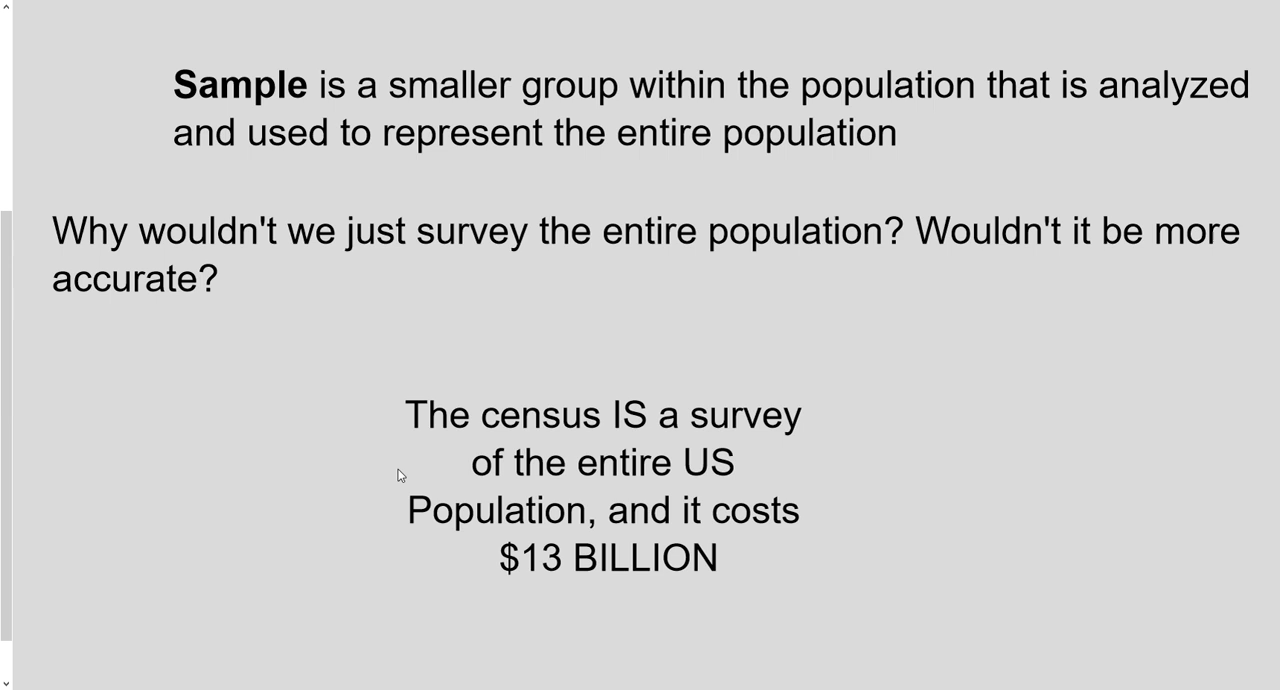 Sample is a smaller group within the population that is analyzed
and used to represent the entire population
Why wouldn't we just survey the entire population? Wouldn't it be more
accurate?
The census IS a survey
of the entire US
Population, and it costs
$13 BILLION